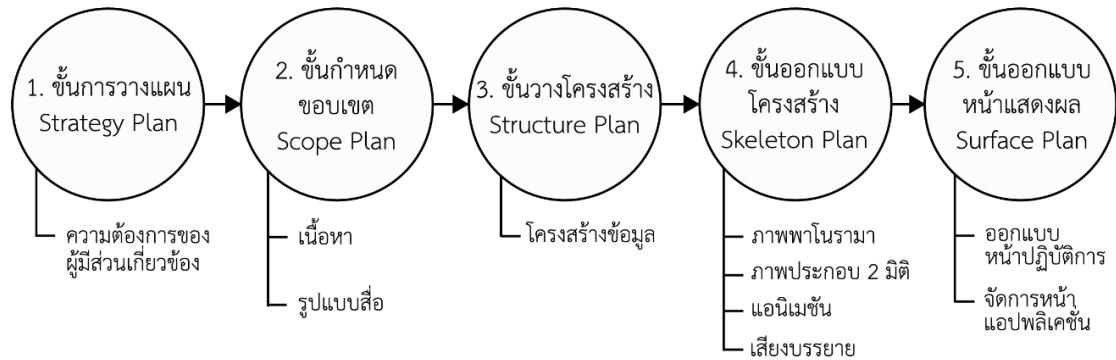 1. ขั้นการวางแผน
Strategy Plan
ความต้องการของ
ผู้มีส่วนเกี่ยวข้อง
2. ขั้นกำหนด
ขอบเขต
Scope Plan
เนื้อหา
รูปแบบสื่อ
3. ขั้นวางโครงสร้าง
Structure Plan
โครงสร้างข้อมูล
4. ขั้นออกแบบ
โครงสร้าง
Skeleton Plan
ภาพพาโนรามา
ภาพประกอบ 2 มิติ
แอนิเมชัน
เสียงบรรยาย
5. ขั้นออกแบบ
หน้าแสดงผล
Surface Plan
ออกแบบ
หน้าปฏิบัติการ
จัดการหน้า
แอปพลิเคชั่น